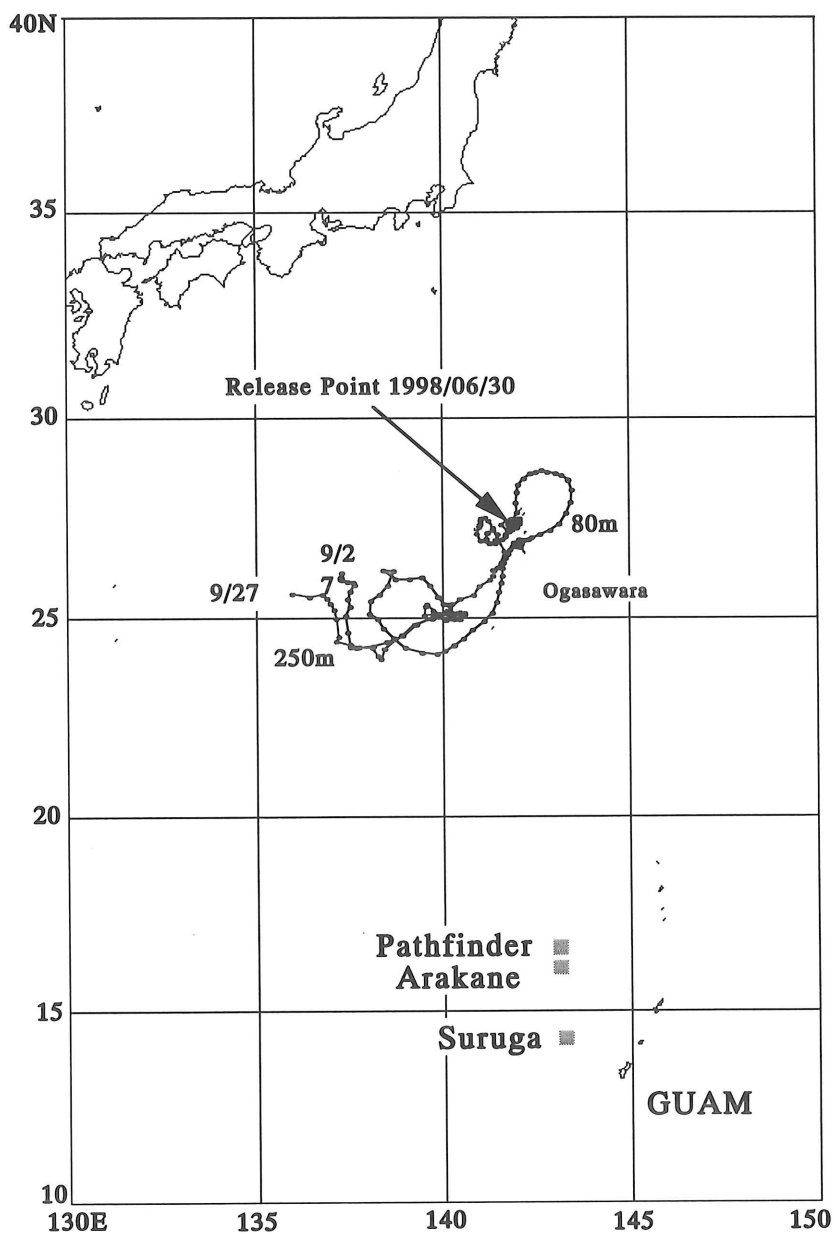 40N
35
Release Point 1998/06/30
30
80m
9/2
7
9/27
Ogasawara
25
250m
20
Pathfinder
Arakane
15
Suruga
GUAM
10
130E 135 140 145 150